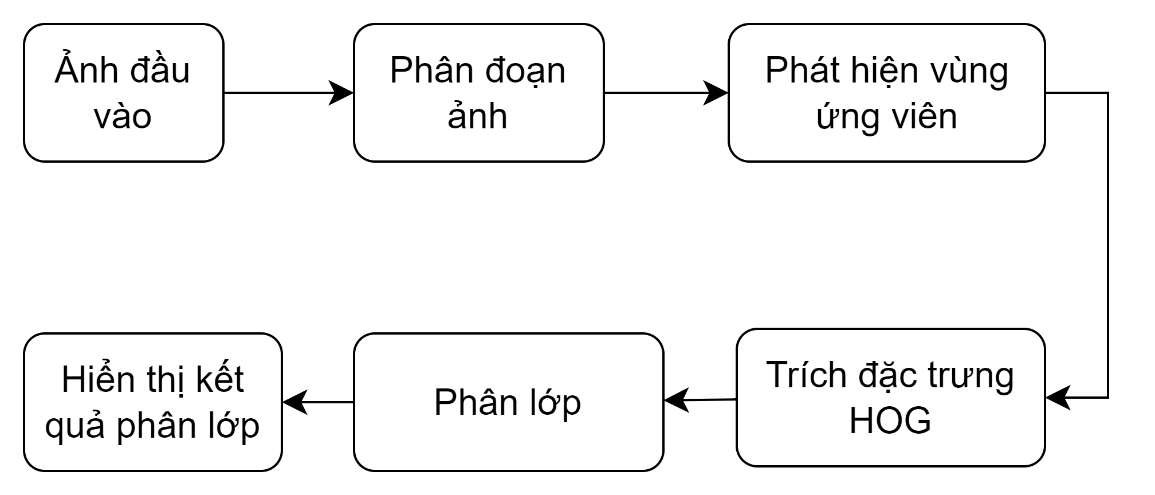 Ảnh đầu
vào
Phân đoạn
ảnh
Phát hiện vùng
ứng viên
Trích đặc trưng
HOG
Phân lớp
Hiển thị kết
quả phân lớp